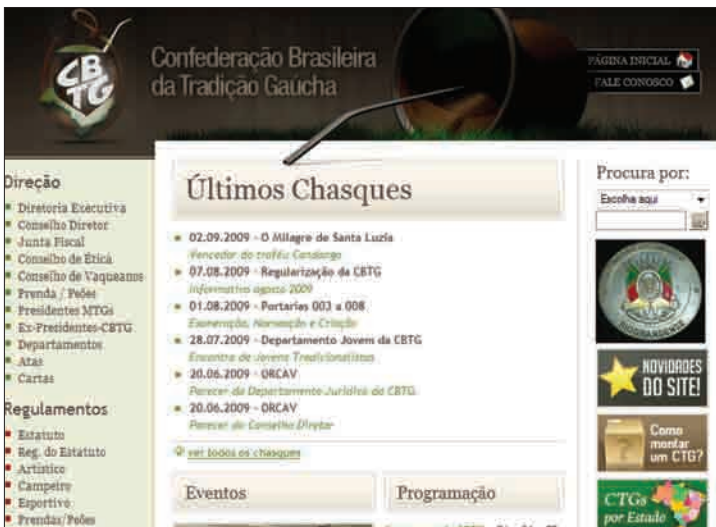 CB
TG
Confederação Brasileira
da Tradição Gaúcha
PÁGINA INICIAL
FALE CONOSCO
Direção
Diretoria Executiva
Conselho Diretor
Junta Fiscal
Conselho de Ética
Conselho de Vaqueanos
Prenda / Peões
Presidentes MTGs
Ex-Presidentes-CBTG
Departamentos
Atas
Cartas
Regulamentos
Estatuto
Reg. do Estatuto
Artístico
Campeiro
Esportivo
Prendas/Peões
Últimos Chasques
02.09.2009 - O Milagre de Santa Luzia
Vencedor do troféu Candango
07.08.2009 - Regularização da CBTG
Informativo agosto 2009
01.08.2009 - Portarias 003 a 008
Exoneração, Nomeação e Criação
28.07.2009 - Departamento Jovem da CBTG
Encontro de Jovens Tradicionalistas
20.06.2009 - ORCAV
Parecer do Departamento Jurídico da CBTG
20.06.2009 - ORCAV
Parecer do Conselho Diretor
ver todos os chasques
Eventos
Programação
Procura por:
Escolha aqui
NOVIDADES
DO SITE!
Como
montar
um CTG?
CTGs
por Estado